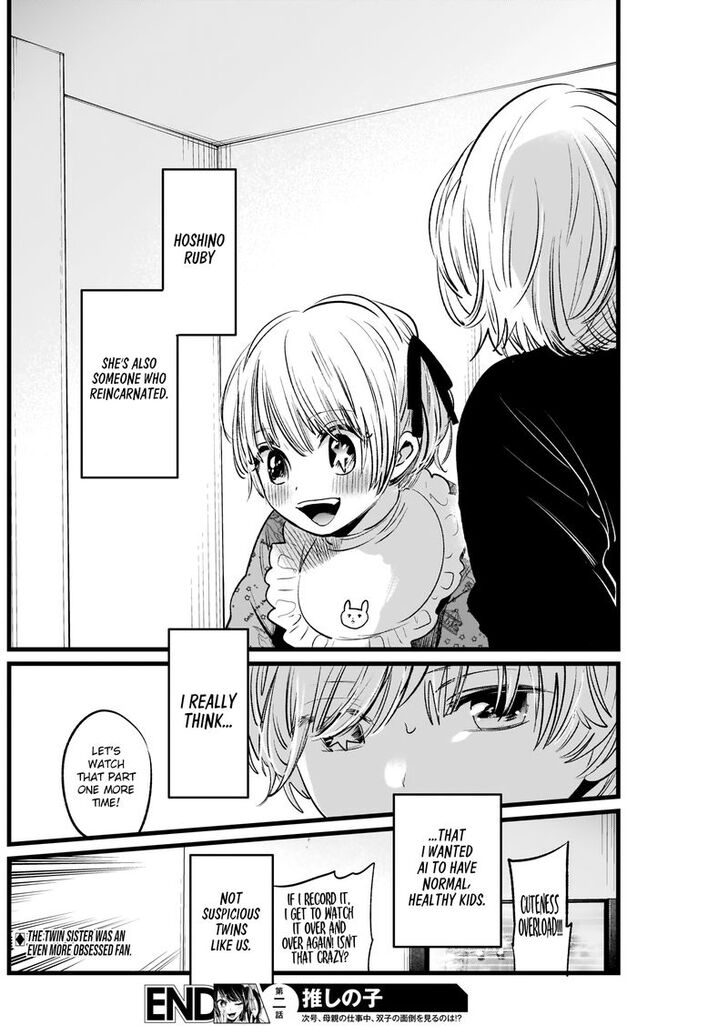 HOSHINO
RUBY
SHE'S ALSO
SOMEONE WHO
REINCARNATED.
I REALLY
THINK...
LET'S
WATCH
THAT PART
ONE MORE
TIME!
...THAT
I WANTED
AI TO HAVE
NORMAL,
HEALTHY KIDS.
CUTENESS
OVERLOAD!!!
IF I RECORD IT,
I GET TO WATCH
IT OVER AND
OVER AGAIN! ISN'T
THAT CRAZY?
NOT
SUSPICIOUS
TWINS
LIKE US.
THE TWIN SISTER WAS AN
EVEN MORE OBSESSED FAN.
END
第二話
推しの子
次号、母親の仕事中、双子の面倒を見るのは!?